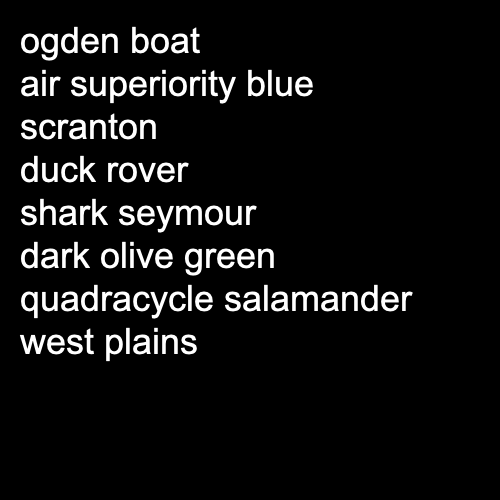 ogden boat
air superiority blue
scranton
duck rover
shark seymour
dark olive green
quadracycle salamander
west plains